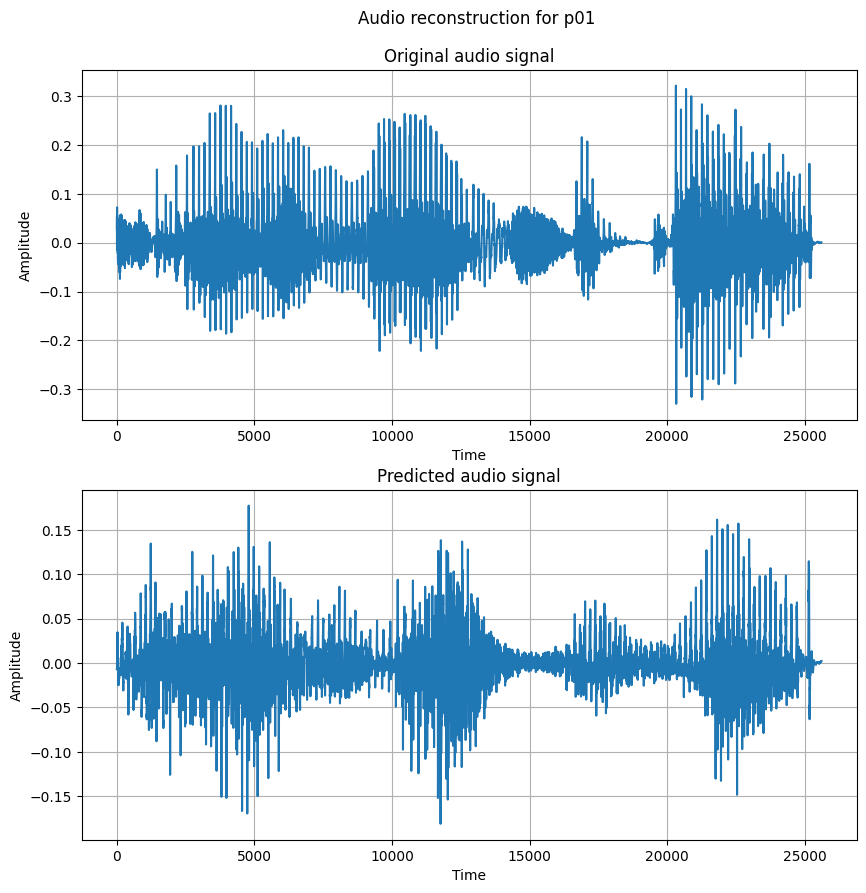 Audio reconstruction for p01
Original audio signal
0.3
0.2
0.1
0.0
−0.1
−0.2
−0.3
Amplitude
0 5000 10000 15000 20000 25000
Time
Predicted audio signal
0.15
0.10
0.05
0.00
−0.05
−0.10
−0.15
Amplitude
0 5000 10000 15000 20000 25000
Time